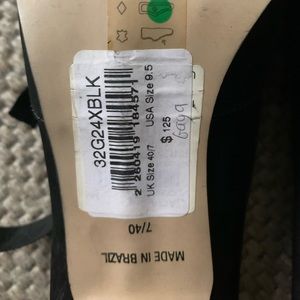 32G24XBLK
2 280419 184571
UK Size 40/7 USA Size 9.5
$ 125
7/40
MADE IN BRAZIL